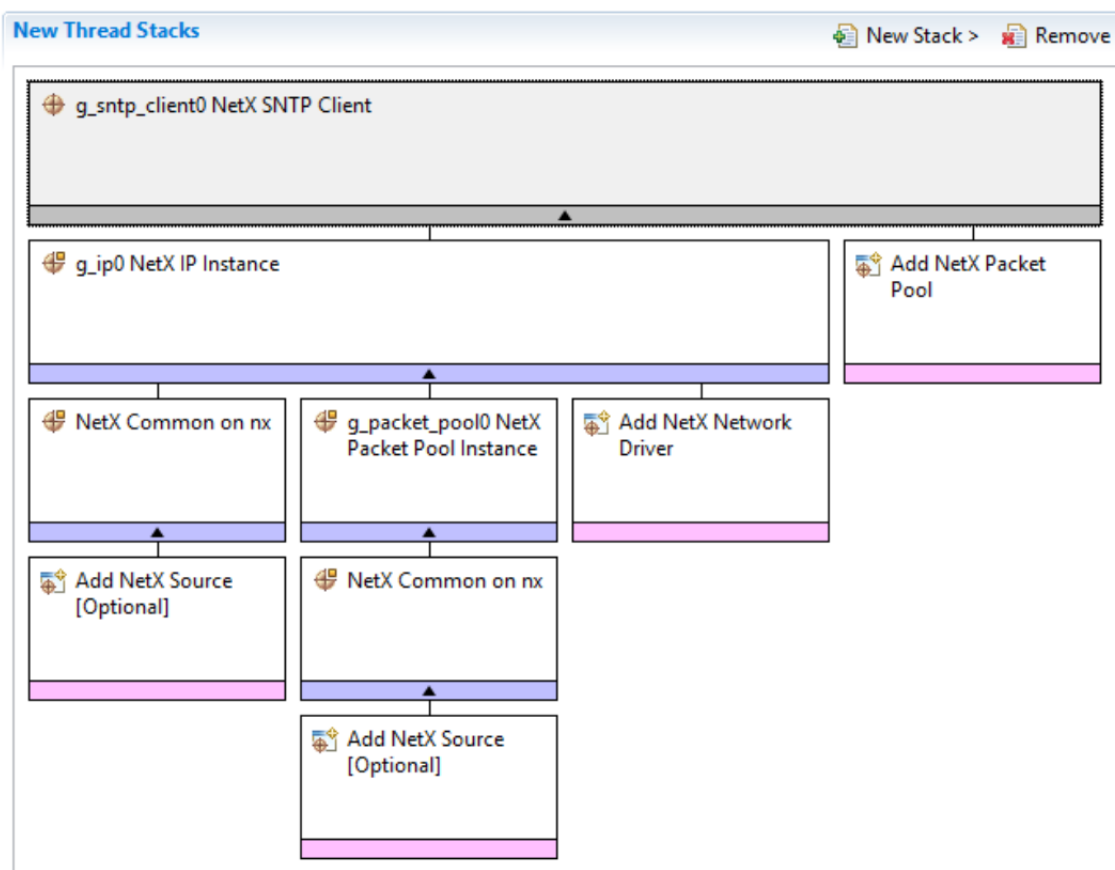 New Thread Stacks
New Stack >
Remove
g_sntp_client0 NetX SNTP Client
g_ip0 NetX IP Instance
Add NetX Packet
Pool
NetX Common on nx
g_packet_pool0 NetX
Packet Pool Instance
Add NetX Network
Driver
Add NetX Source
[Optional]
NetX Common on nx
Add NetX Source
[Optional]